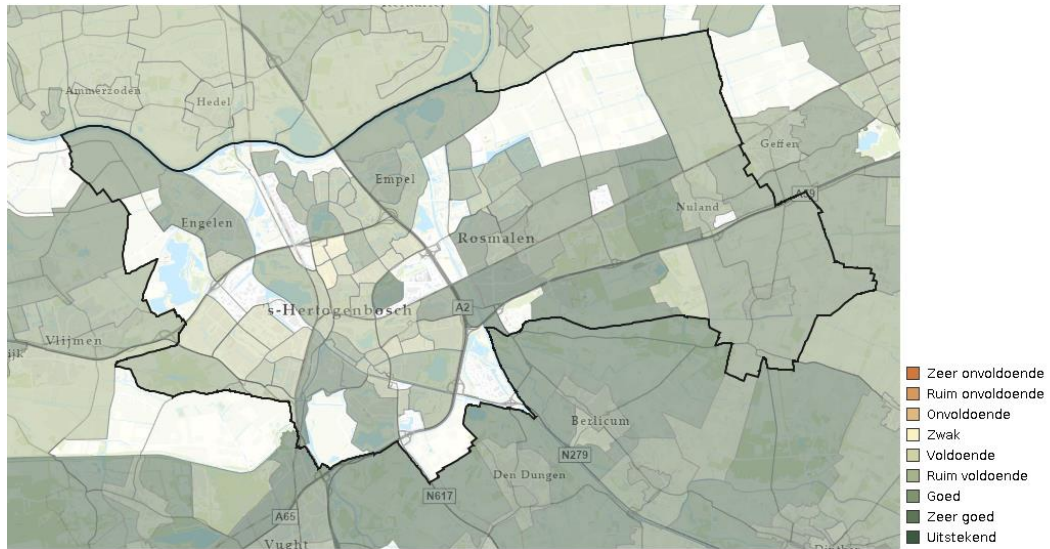 Ammerzoden
Hedel
Geffen
A59
Engelen
Empel
Nuland
Rosmalen
's-Hertogenbosch
A2
Vlijmen
Berlicum
Den Dungen
N279
N617
A65
Vught
Zeer onvoldoende
Ruim onvoldoende
Onvoldoende
Zwak
Voldoende
Ruim voldoende
Goed
Zeer goed
Uitstekend